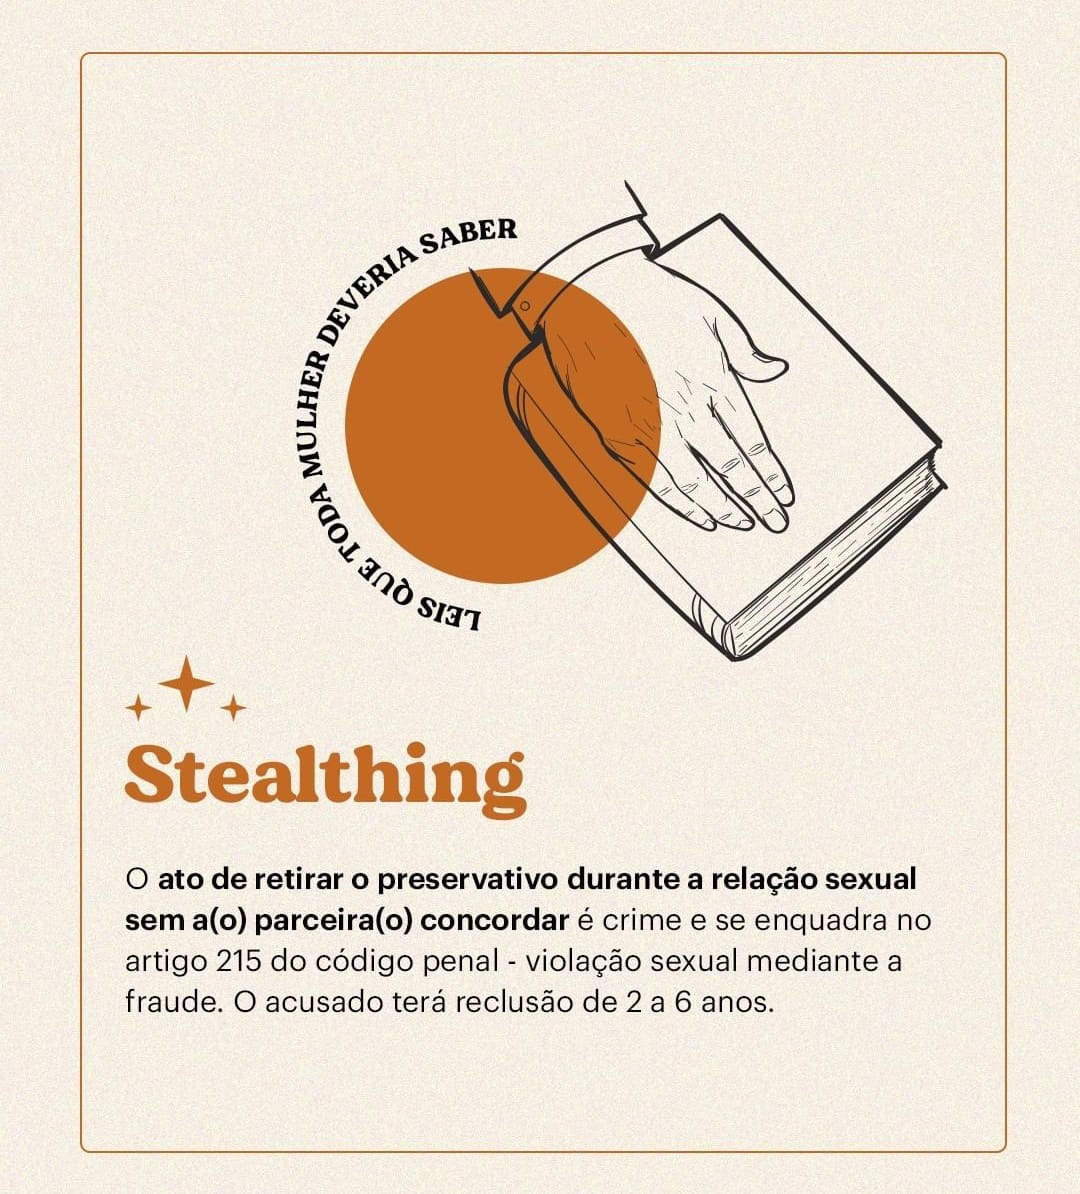 LEIS QUE TODA MULHER DEVERIA SABER
Stealthing
O ato de retirar o preservativo durante a relação sexual
sem a(o) parceira(o) concordar é crime e se enquadra no
artigo 215 do código penal - violação sexual mediante a
fraude. O acusado terá reclusão de 2 a 6 anos.